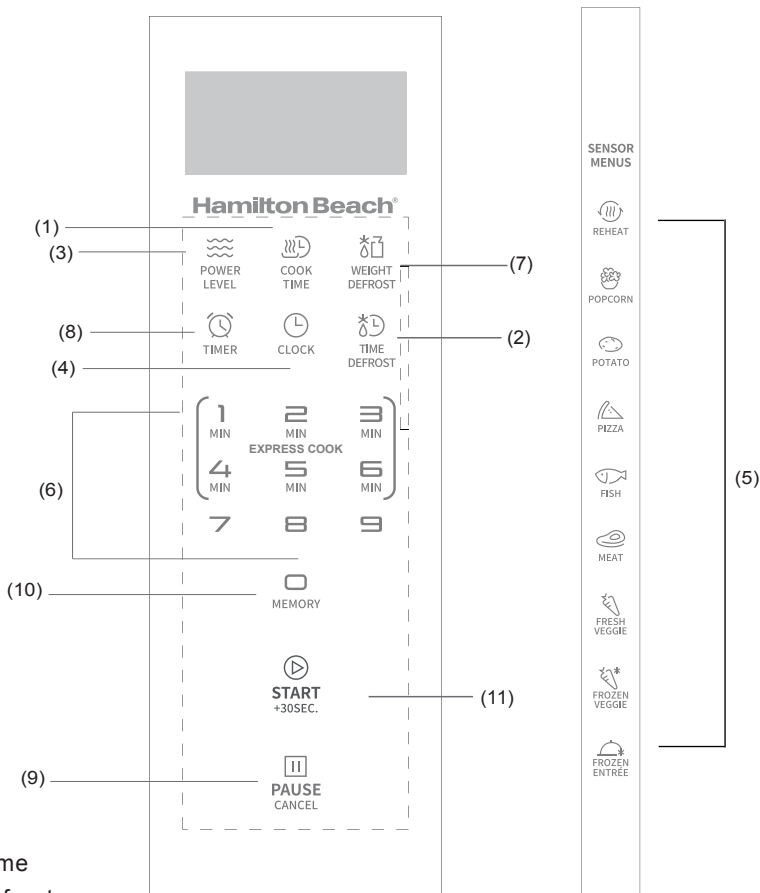 Hamilton Beach®
(1)
(3)
POWER
LEVEL
COOK
TIME
WEIGHT
DEFROST
(7)
(8)
TIMER
CLOCK
TIME
DEFROST
(2)
(4)
1
MIN
2
MIN
3
MIN
EXPRESS COOK
4
MIN
5
MIN
6
MIN
(6)
7 8 9
0
MEMORY
(10)
START
+30SEC.
(11)
PAUSE
CANCEL
(9)
SENSOR
MENUS
REHEAT
POPCORN
POTATO
PIZZA
FISH
MEAT
FRESH
VEGGIE
FROZEN
VEGGIE
FROZEN
ENTRÉE
(5)